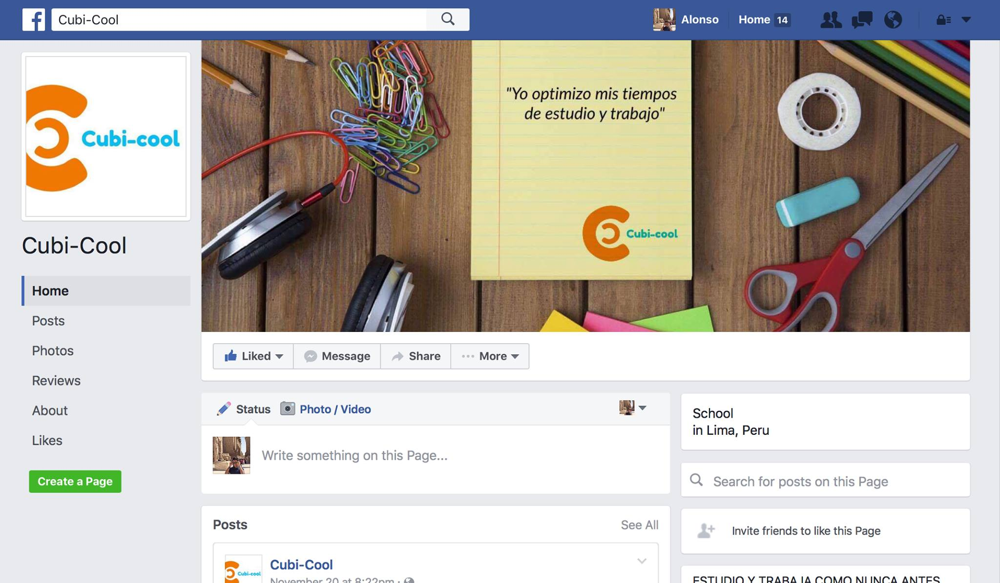 Cubi-Cool
Alonso
Home 14
Cubi-cool
"Yo optimizo mis tiempos
de estudio y trabajo"
Cubi-cool
Cubi-Cool
Home
Posts
Photos
Reviews
About
Likes
Create a Page
Liked
Message
Share
More
Status
Photo / Video
Write something on this Page...
School
in Lima, Peru
Search for posts on this Page
Invite friends to like this Page
Posts
See All
Cubi-cool
Cubi-Cool
November 20 at 8:22pm ·
ESTUDIO Y TRABAJA COMO NUNCA ANTES